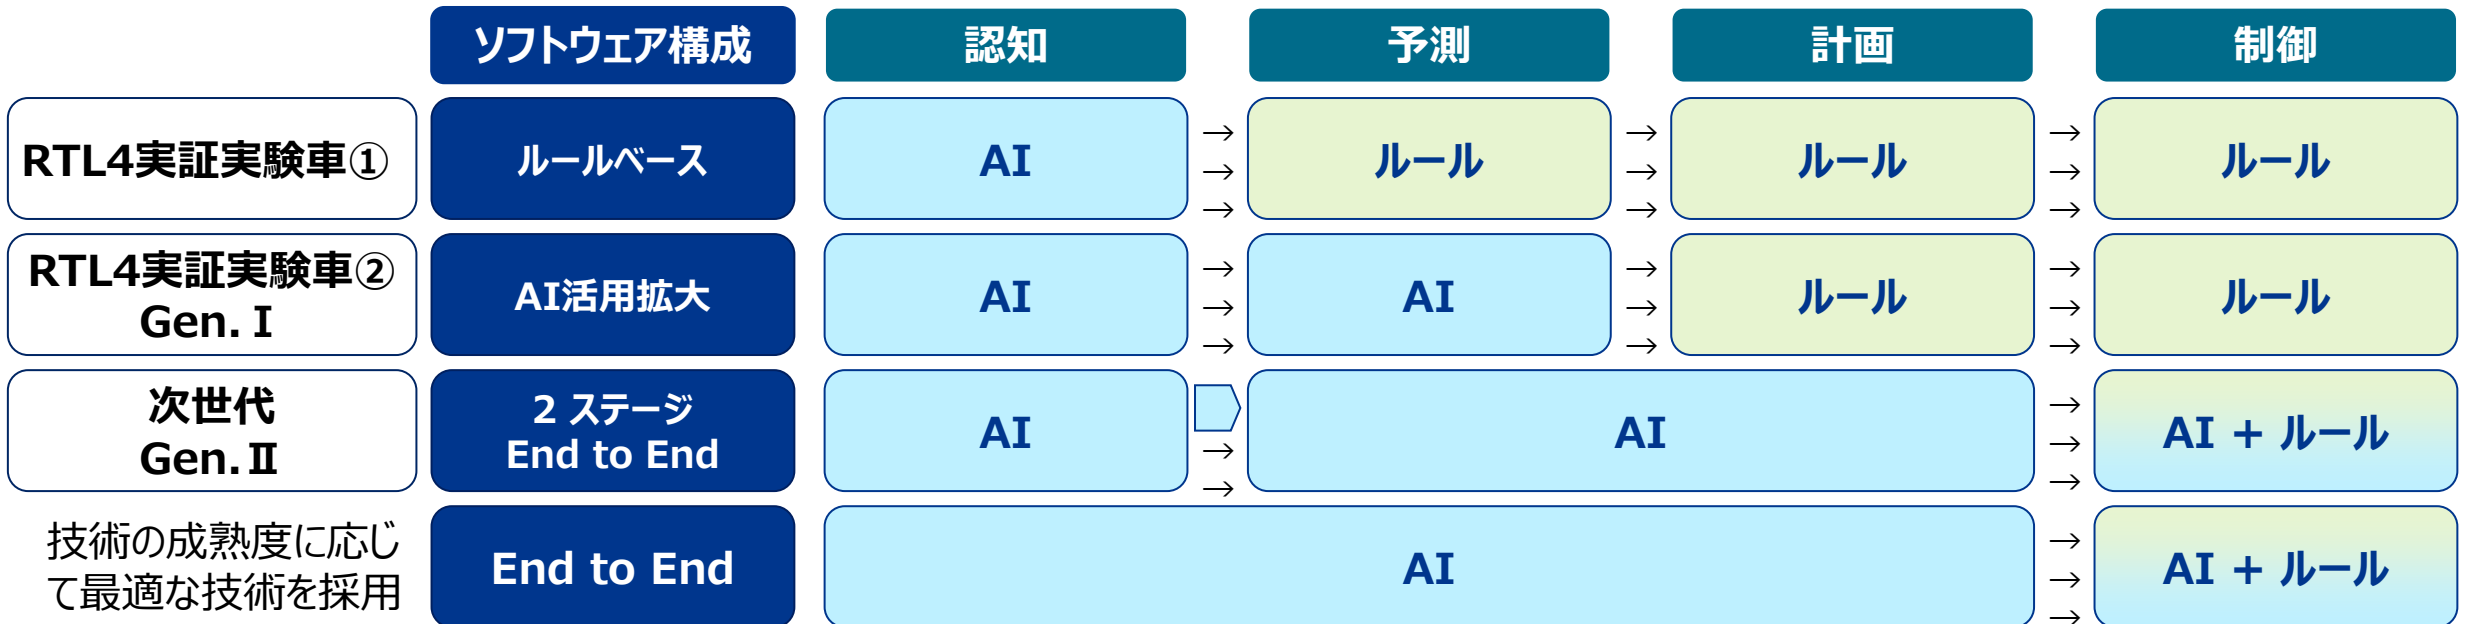 ソフトウェア構成 認知 予測 計画 制御
RTL4実証実験車① ルールベース AI → → → ルール → → → ルール → → → ルール
RTL4実証実験車②
Gen. I
AI活用拡大 AI → → → AI → → → ルール → → → ルール
次世代
Gen.Ⅱ
2 ステージ
End to End
AI → → AI → → → AI + ルール
技術の成熟度に応じ
て最適な技術を採用
End to End AI → → → AI + ルール